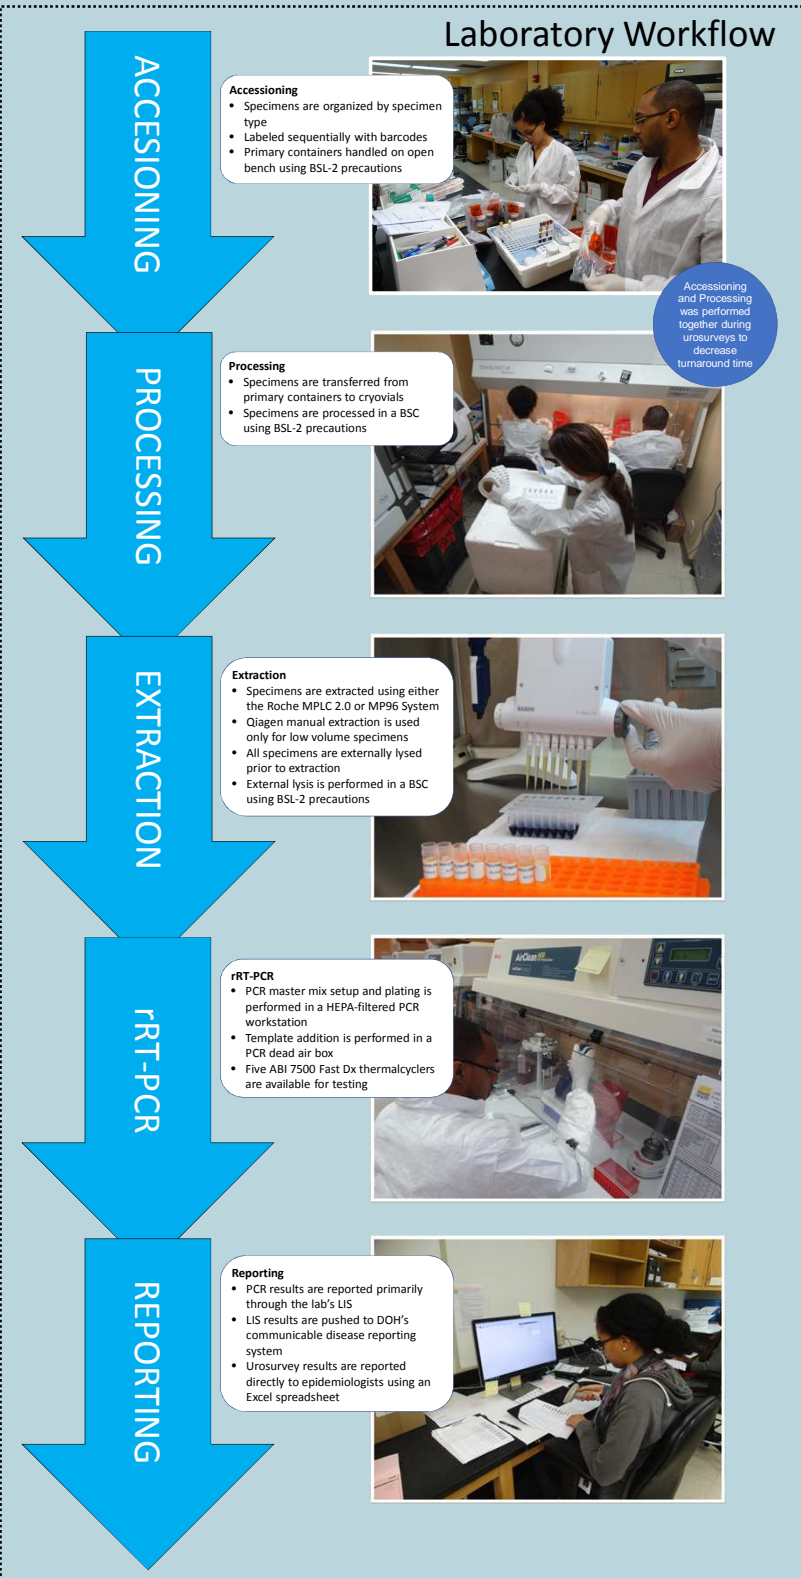 Laboratory Workflow
ACCESIONING
Accessioning
• Specimens are organized by specimen
type
• Labeled sequentially with barcodes
• Primary containers handled on open
bench using BSL-2 precautions
Accessioning
and Processing
was performed
together during
urosurveys to
decrease
turnaround time
PROCESSING
Processing
• Specimens are transferred from
primary containers to cryovials
• Specimens are processed in a BSC
using BSL-2 precautions
EXTRACTION
Extraction
• Specimens are extracted using either
the Roche MPLC 2.0 or MP96 System
• Qiagen manual extraction is used
only for low volume specimens
• All specimens are externally lysed
prior to extraction
• External lysis is performed in a BSC
using BSL-2 precautions
RAININ
rRT-PCR
rRT-PCR
• PCR master mix setup and plating is
performed in a HEPA-filtered PCR
workstation
• Template addition is performed in a
PCR dead air box
• Five ABI 7500 Fast Dx thermalcyclers
are available for testing
AirClean 600
REPORTING
Reporting
• PCR results are reported primarily
through the lab's LIS
• LIS results are pushed to DOH's
communicable disease reporting
system
• Urosurvey results are reported
directly to epidemiologists using an
Excel spreadsheet